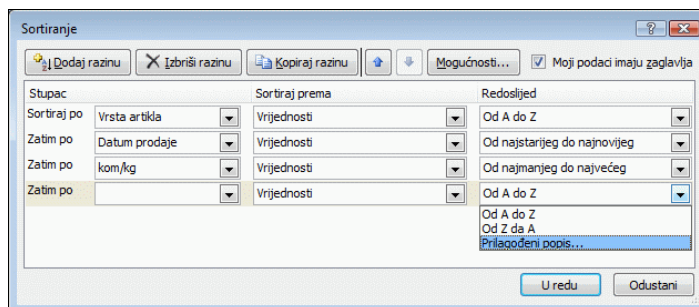 Sortiranje
Dodaj razinu Izbriši razinu Kopiraj razinu Mogućnosti... Moji podaci imaju zaglavlja
Stupac Sortiraj prema Redoslijed
Sortiraj po Vrsta artikla Vrijednosti Od A do Z
Zatim po Datum prodaje Vrijednosti Od najstarijeg do najnovijeg
Zatim po kom/kg Vrijednosti Od najmanjeg do najvećeg
Zatim po Vrijednosti Od A do Z
Od A do Z
Od Z da A
Prilagođeni popis...
U redu Odustani